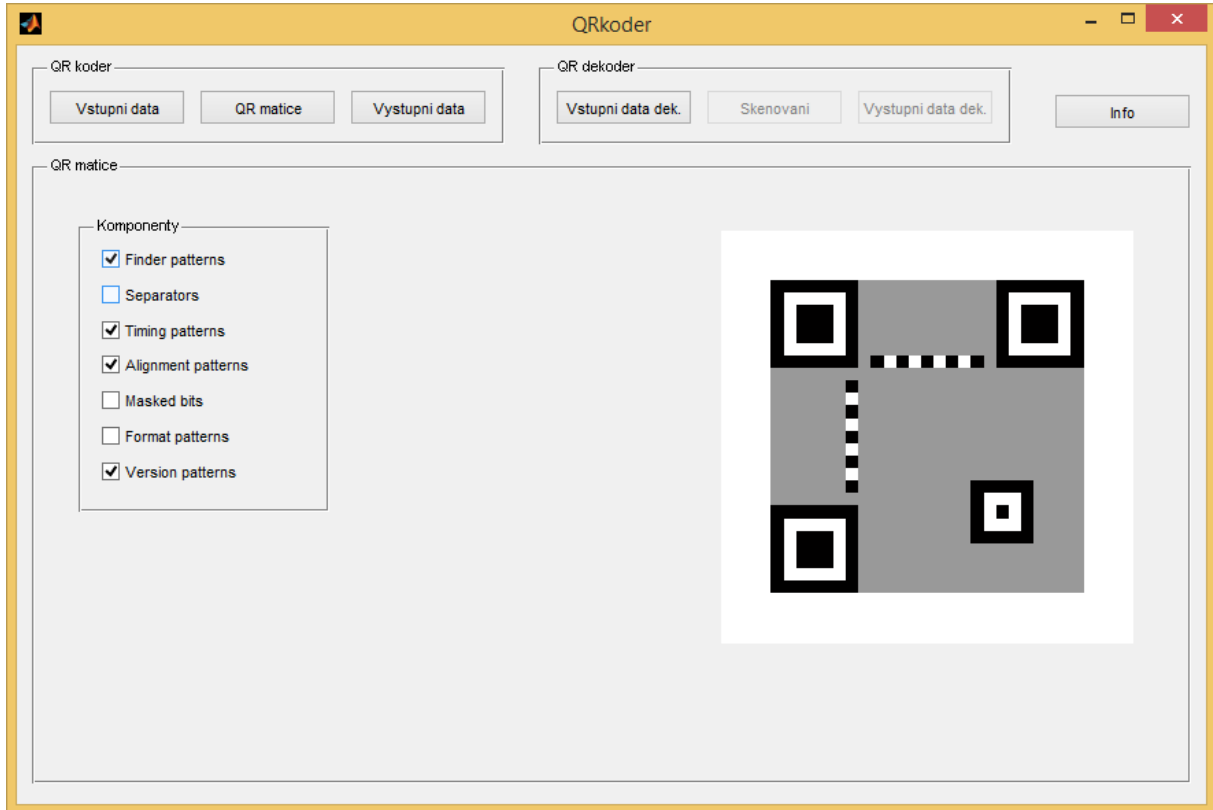 QRkoder
QR koder
QR dekoder
Vstupni data
QR matice
Vystupni data
Vstupni data dek.
Skenovani
Vystupni data dek.
Info
QR matice
Komponenty
Finder patterns
Separators
Timing patterns
Alignment patterns
Masked bits
Format patterns
Version patterns